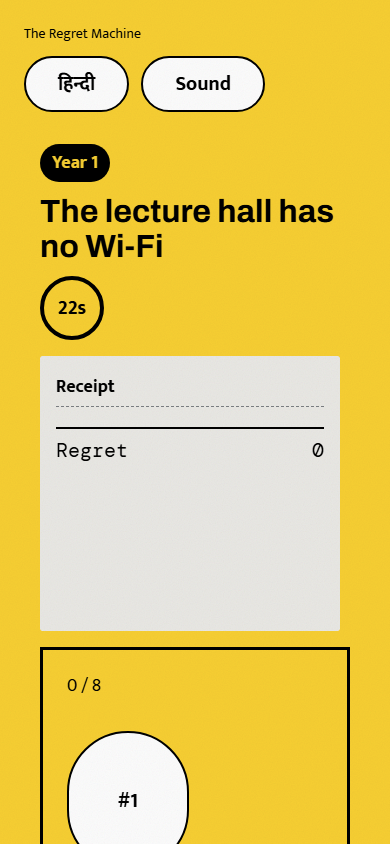 The Regret Machine
हिन्दी
Sound
Year 1
The lecture hall has
no Wi-Fi
22s
Receipt
Regret 0
0 / 8
#1